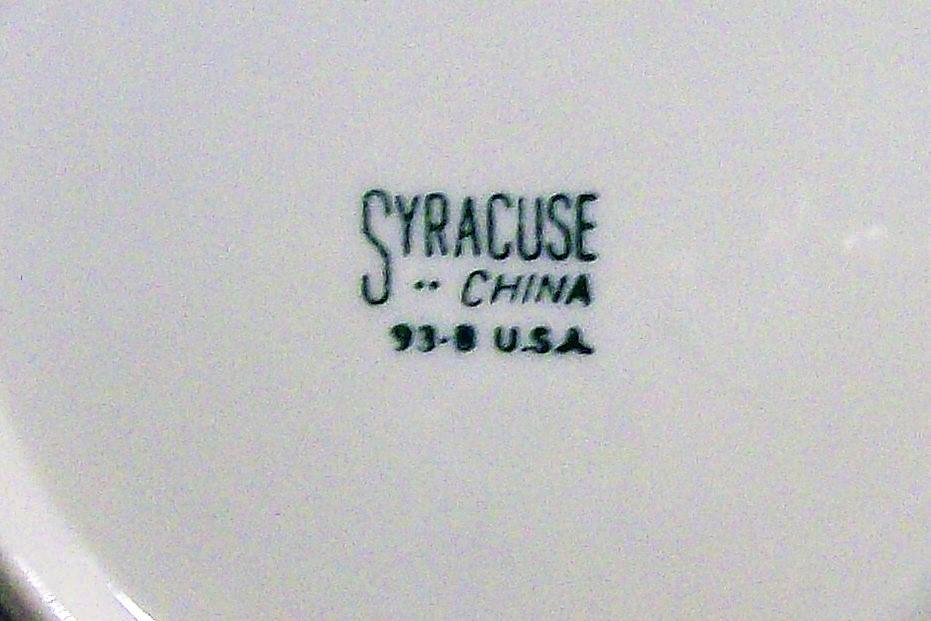 SYRACUSE
·· CHINA
93-B U.S.A.